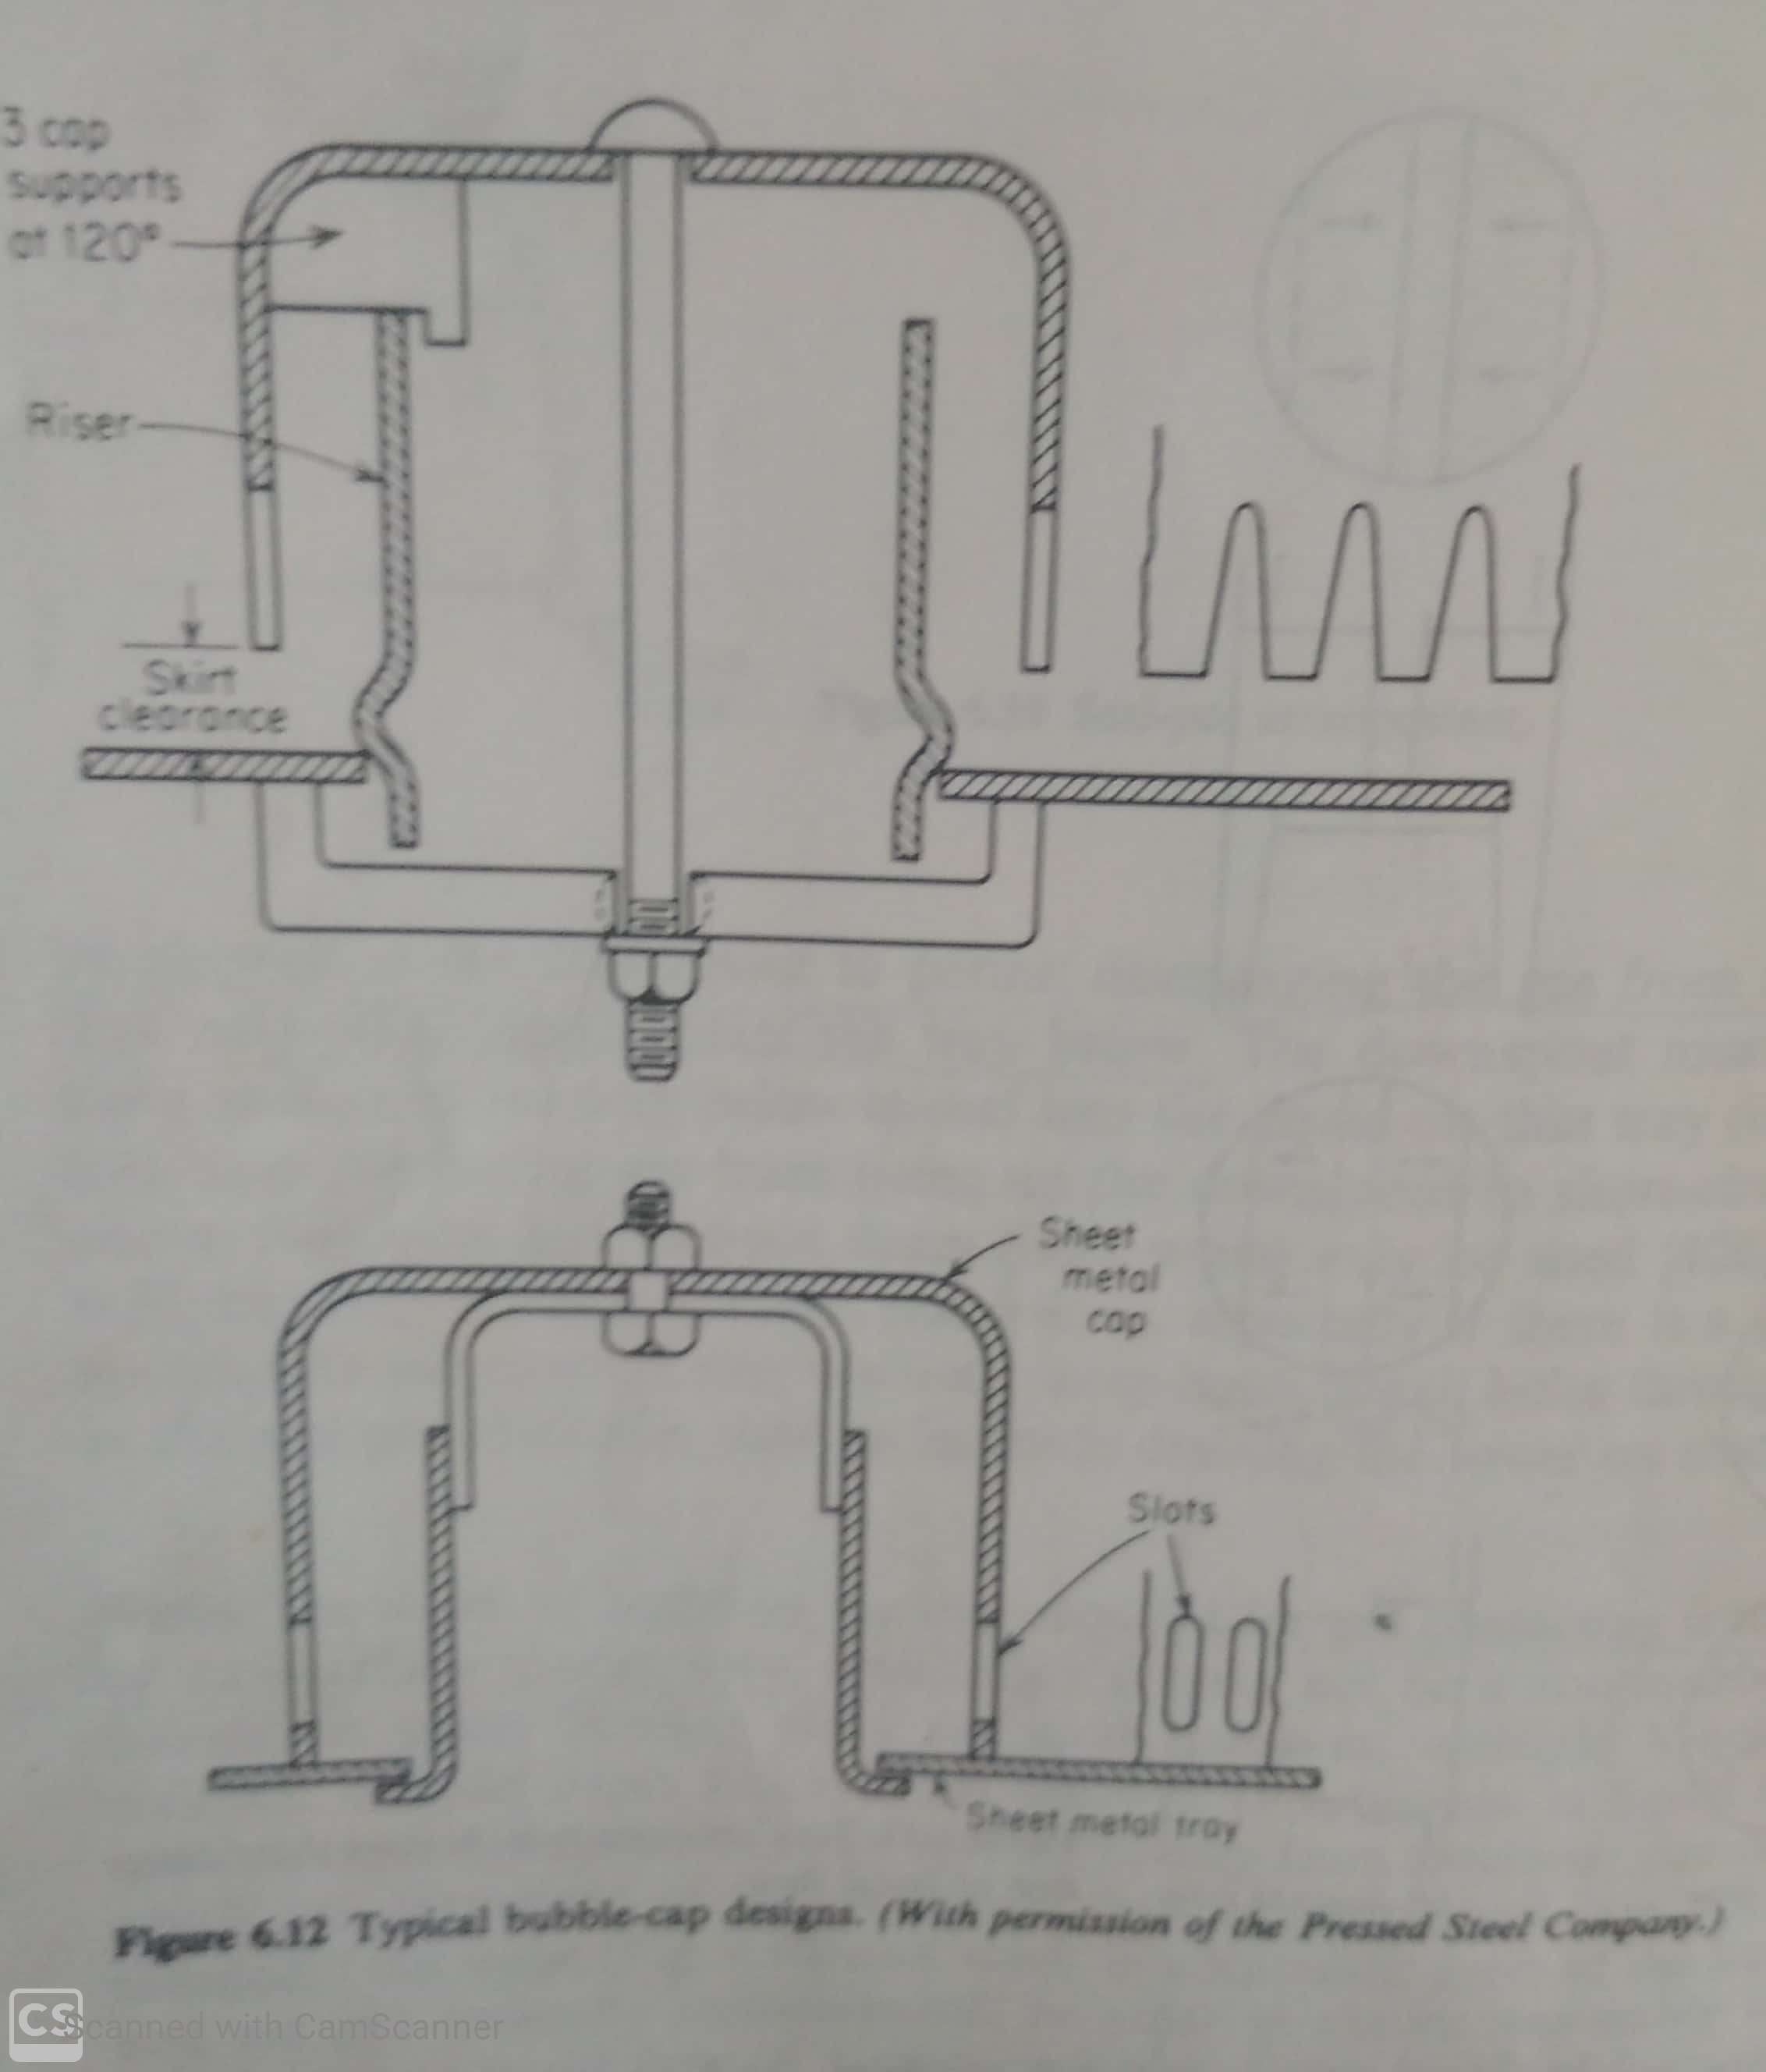 3 cap
supports
at 120°
Riser
Skirt
clearance
Sheet
metal
cap
Slots
Sheet metal tray
Figure 6.12 Typical bubble-cap designs. (With permission of the Pressed Steel Company.)
CS
Scanned with CamScanner